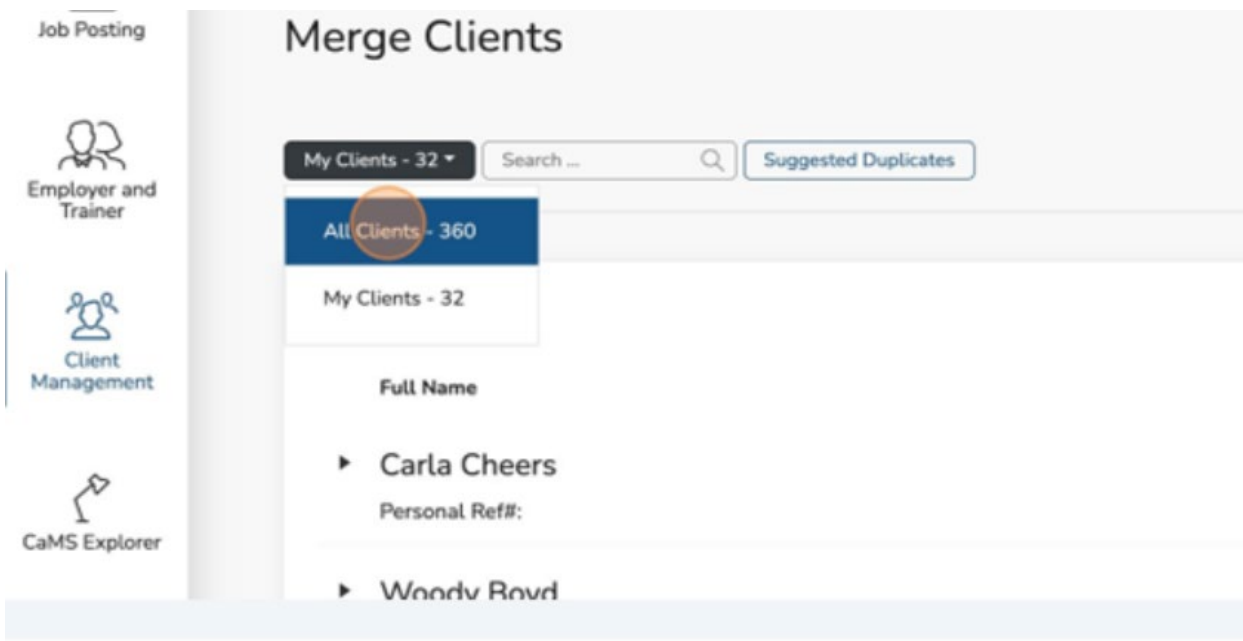 Job Posting
Merge Clients
My Clients - 32
Search ...
Suggested Duplicates
Employer and
Trainer
All Clients - 360
My Clients - 32
Client
Management
Full Name
Carla Cheers
Personal Ref#:
CaMS Explorer
Woody Boyd